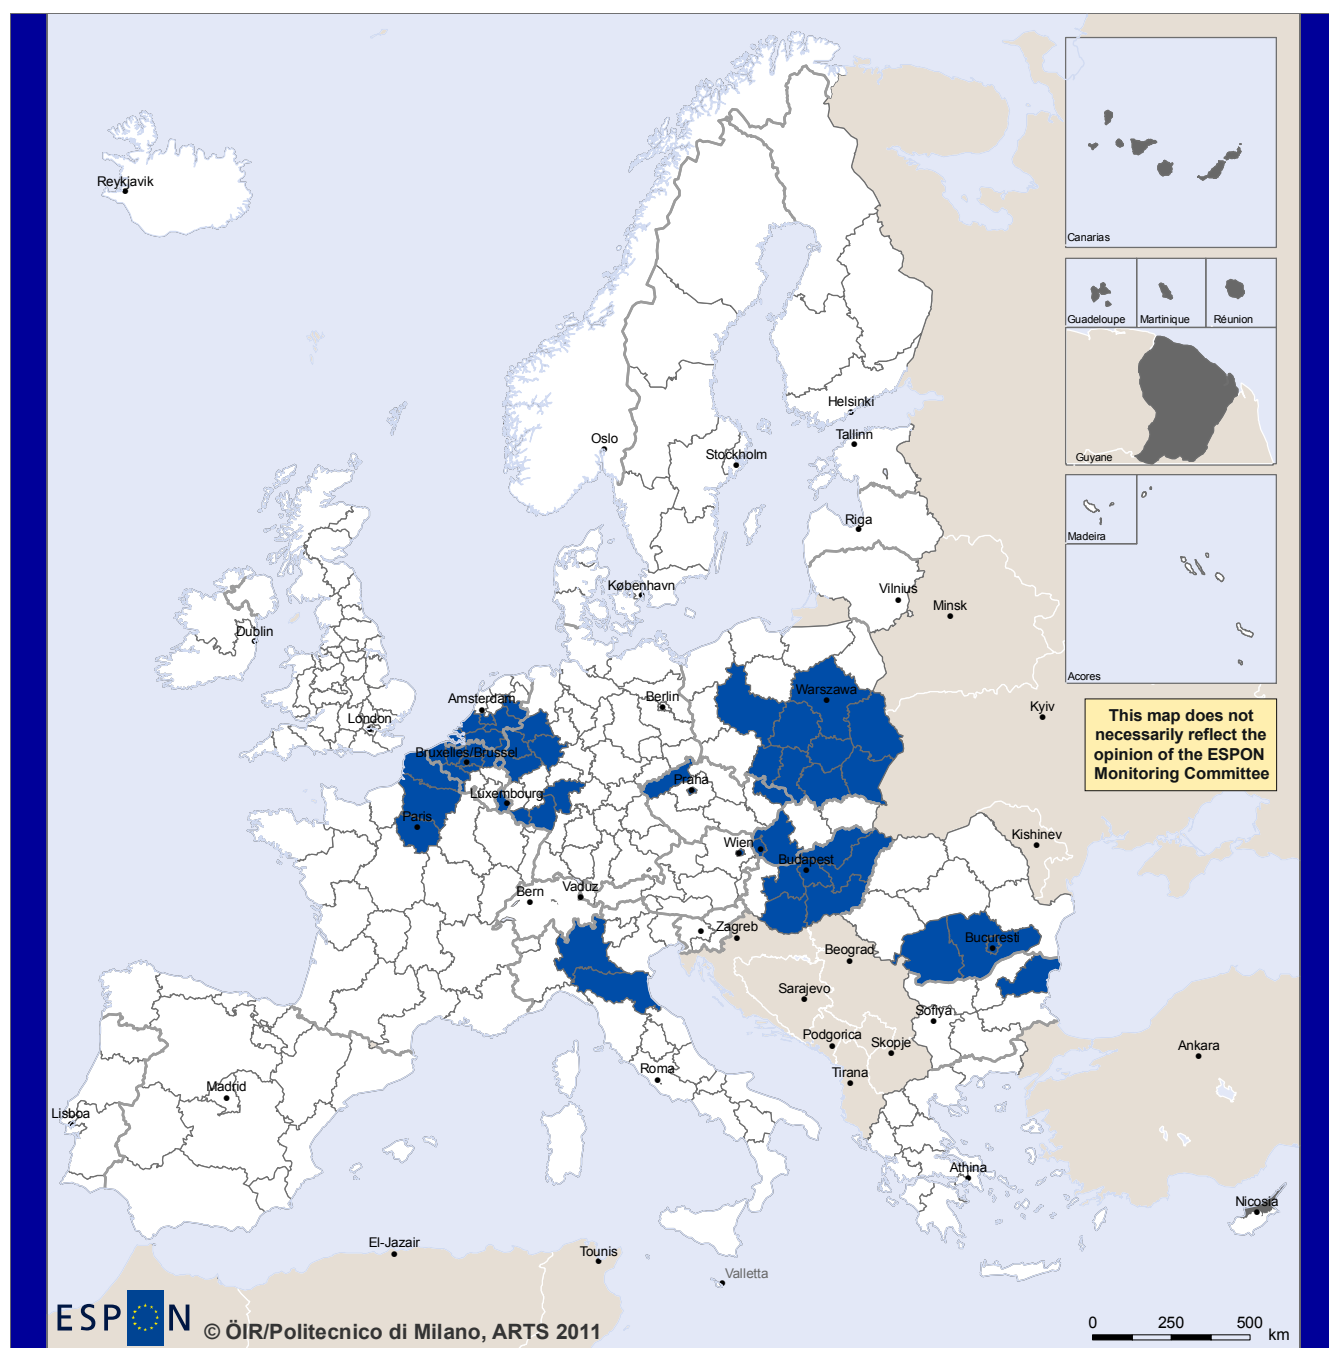 Reykjavik
Canarias
Guadeloupe
Martinique
Réunion
Guyane
Madeira
Acores
Helsinki
Tallinn
Oslo
Stockholm
Riga
København
Vilnius
Minsk
Dublin
Amsterdam
Berlin
Warszawa
London
Kyiv
This map does not
necessarily reflect the
opinion of the ESPON
Monitoring Committee
Bruxelles/Brussel
Praha
Luxembourg
Paris
Kishinev
Wien
Budapest
Bern
Vaduz
Zagreb
Bucuresti
Beograd
Sarajevo
Sofiya
Podgorica
Skopje
Ankara
Roma
Tirana
Madrid
Lisboa
Athina
Nicosia
El-Jazair
Tounis
Valletta
ESPON
© ÖIR/Politecnico di Milano, ARTS 2011
0 250 500
km